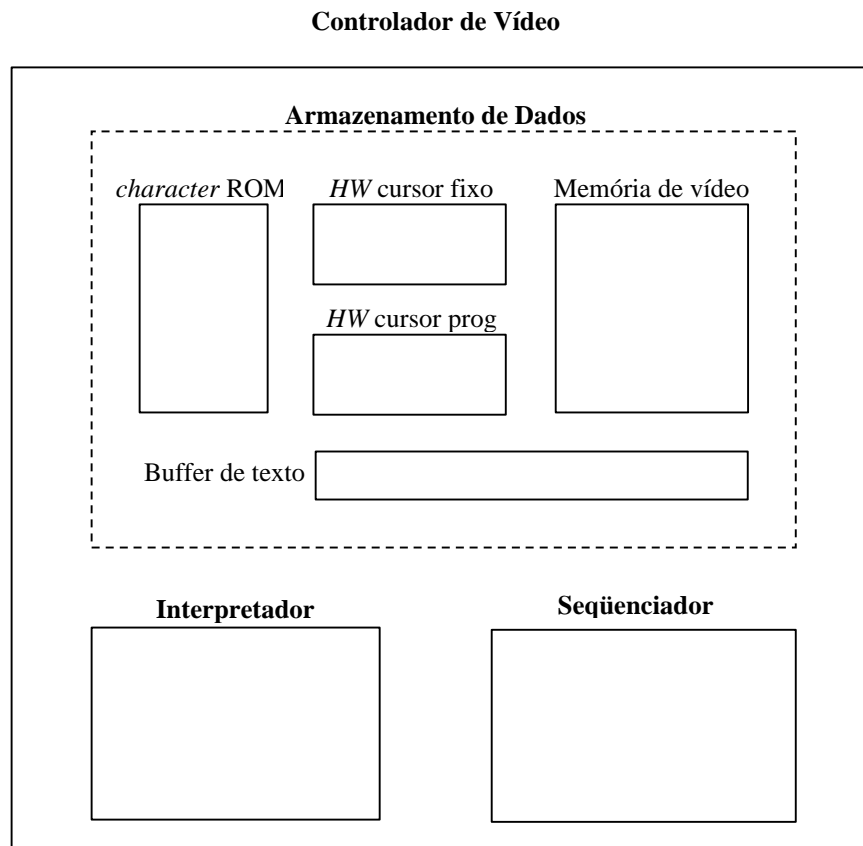 Controlador de Vídeo
Armazenamento de Dados
character ROM
HW cursor fixo
Memória de vídeo
HW cursor prog
Buffer de texto
Interpretador
Seqüenciador